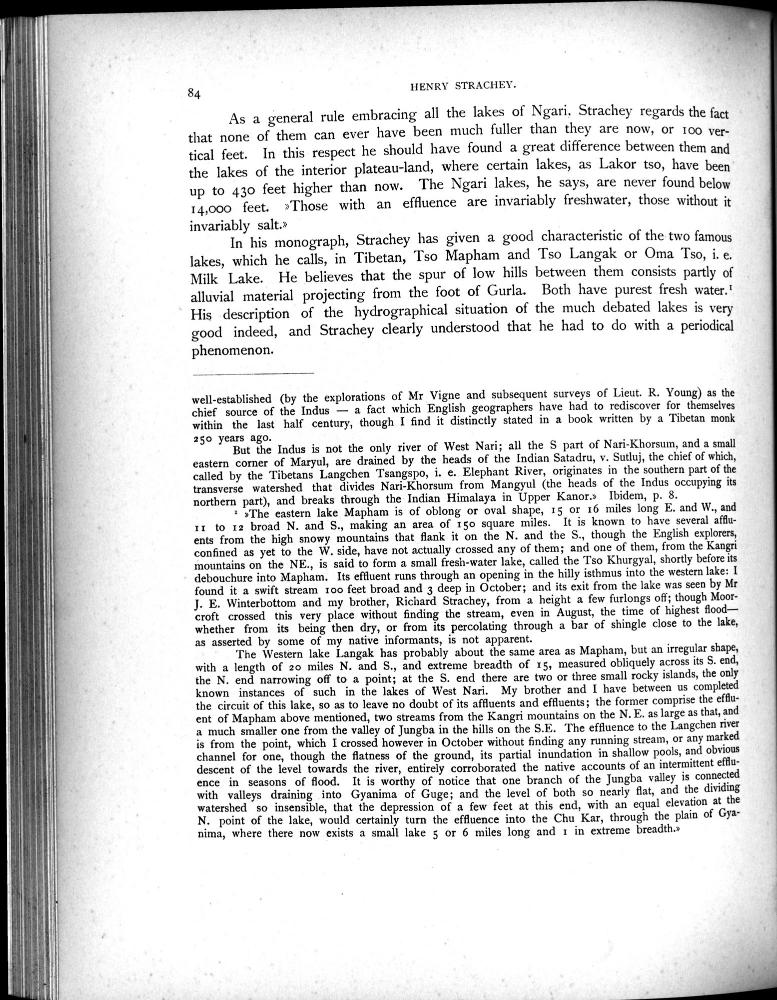 84
HENRY STRACHEY.
As a general rule embracing all the lakes of Ngari, Strachey regards the fact
that none of them can ever have been much fuller than they are now, or 100 ver-
tical feet. In this respect he should have found a great difference between them and
the lakes of the interior plateau-land, where certain lakes, as Lakor tso, have been
up to 430 feet higher than now. The Ngari lakes, he says, are never found below
14,000 feet. »Those with an effluence are invariably freshwater, those without it
invariably salt.»
In his monograph, Strachey has given a good characteristic of the two famous
lakes, which he calls, in Tibetan, Tso Mapham and Tso Langak or Oma Tso, i. e.
Milk Lake. He believes that the spur of low hills between them consists partly of
alluvial material projecting from the foot of Gurla. Both have purest fresh water.¹
His description of the hydrographical situation of the much debated lakes is very
good indeed, and Strachey clearly understood that he had to do with a periodical
phenomenon.
well-established (by the explorations of Mr Vigne and subsequent surveys of Lieut. R. Young) as the
chief source of the Indus — a fact which English geographers have had to rediscover for themselves
within the last half century, though I find it distinctly stated in a book written by a Tibetan monk
250 years ago.
But the Indus is not the only river of West Nari; all the S part of Nari-Khorsum, and a small
eastern corner of Maryul, are drained by the heads of the Indian Satadru, v. Sutluj, the chief of which,
called by the Tibetans Langchen Tsangspo, i. e. Elephant River, originates in the southern part of the
transverse watershed that divides Nari-Khorsum from Mangyul (the heads of the Indus occupying its
northern part), and breaks through the Indian Himalaya in Upper Kanor.» Ibidem, p. 8.
¹ »The eastern lake Mapham is of oblong or oval shape, 15 or 16 miles long E. and W., and
11 to 12 broad N. and S., making an area of 150 square miles. It is known to have several afflu-
ents from the high snowy mountains that flank it on the N. and the S., though the English explorers,
confined as yet to the W. side, have not actually crossed any of them; and one of them, from the Kangri
mountains on the NE., is said to form a small fresh-water lake, called the Tso Khurgyal, shortly before its
debouchure into Mapham. Its effluent runs through an opening in the hilly isthmus into the western lake: I
found it a swift stream 100 feet broad and 3 deep in October; and its exit from the lake was seen by Mr
J. E. Winterbottom and my brother, Richard Strachey, from a height a few furlongs off; though Moor-
croft crossed this very place without finding the stream, even in August, the time of highest flood—
whether from its being then dry, or from its percolating through a bar of shingle close to the lake,
as asserted by some of my native informants, is not apparent.
The Western lake Langak has probably about the same area as Mapham, but an irregular shape,
with a length of 20 miles N. and S., and extreme breadth of 15, measured obliquely across its S. end,
the N. end narrowing off to a point; at the S. end there are two or three small rocky islands, the only
known instances of such in the lakes of West Nari. My brother and I have between us completed
the circuit of this lake, so as to leave no doubt of its affluents and effluents; the former comprise the efflu-
ent of Mapham above mentioned, two streams from the Kangri mountains on the N. E. as large as that, and
a much smaller one from the valley of Jungba in the hills on the S.E. The effluence to the Langchen river
is from the point, which I crossed however in October without finding any running stream, or any marked
channel for one, though the flatness of the ground, its partial inundation in shallow pools, and obvious
descent of the level towards the river, entirely corroborated the native accounts of an intermittent efflu-
ence in seasons of flood. It is worthy of notice that one branch of the Jungba valley is connected
with valleys draining into Gyanima of Guge; and the level of both so nearly flat, and the dividing
watershed so insensible, that the depression of a few feet at this end, with an equal elevation at the
N. point of the lake, would certainly turn the effluence into the Chu Kar, through the plain of Gya-
nima, where there now exists a small lake 5 or 6 miles long and 1 in extreme breadth.»